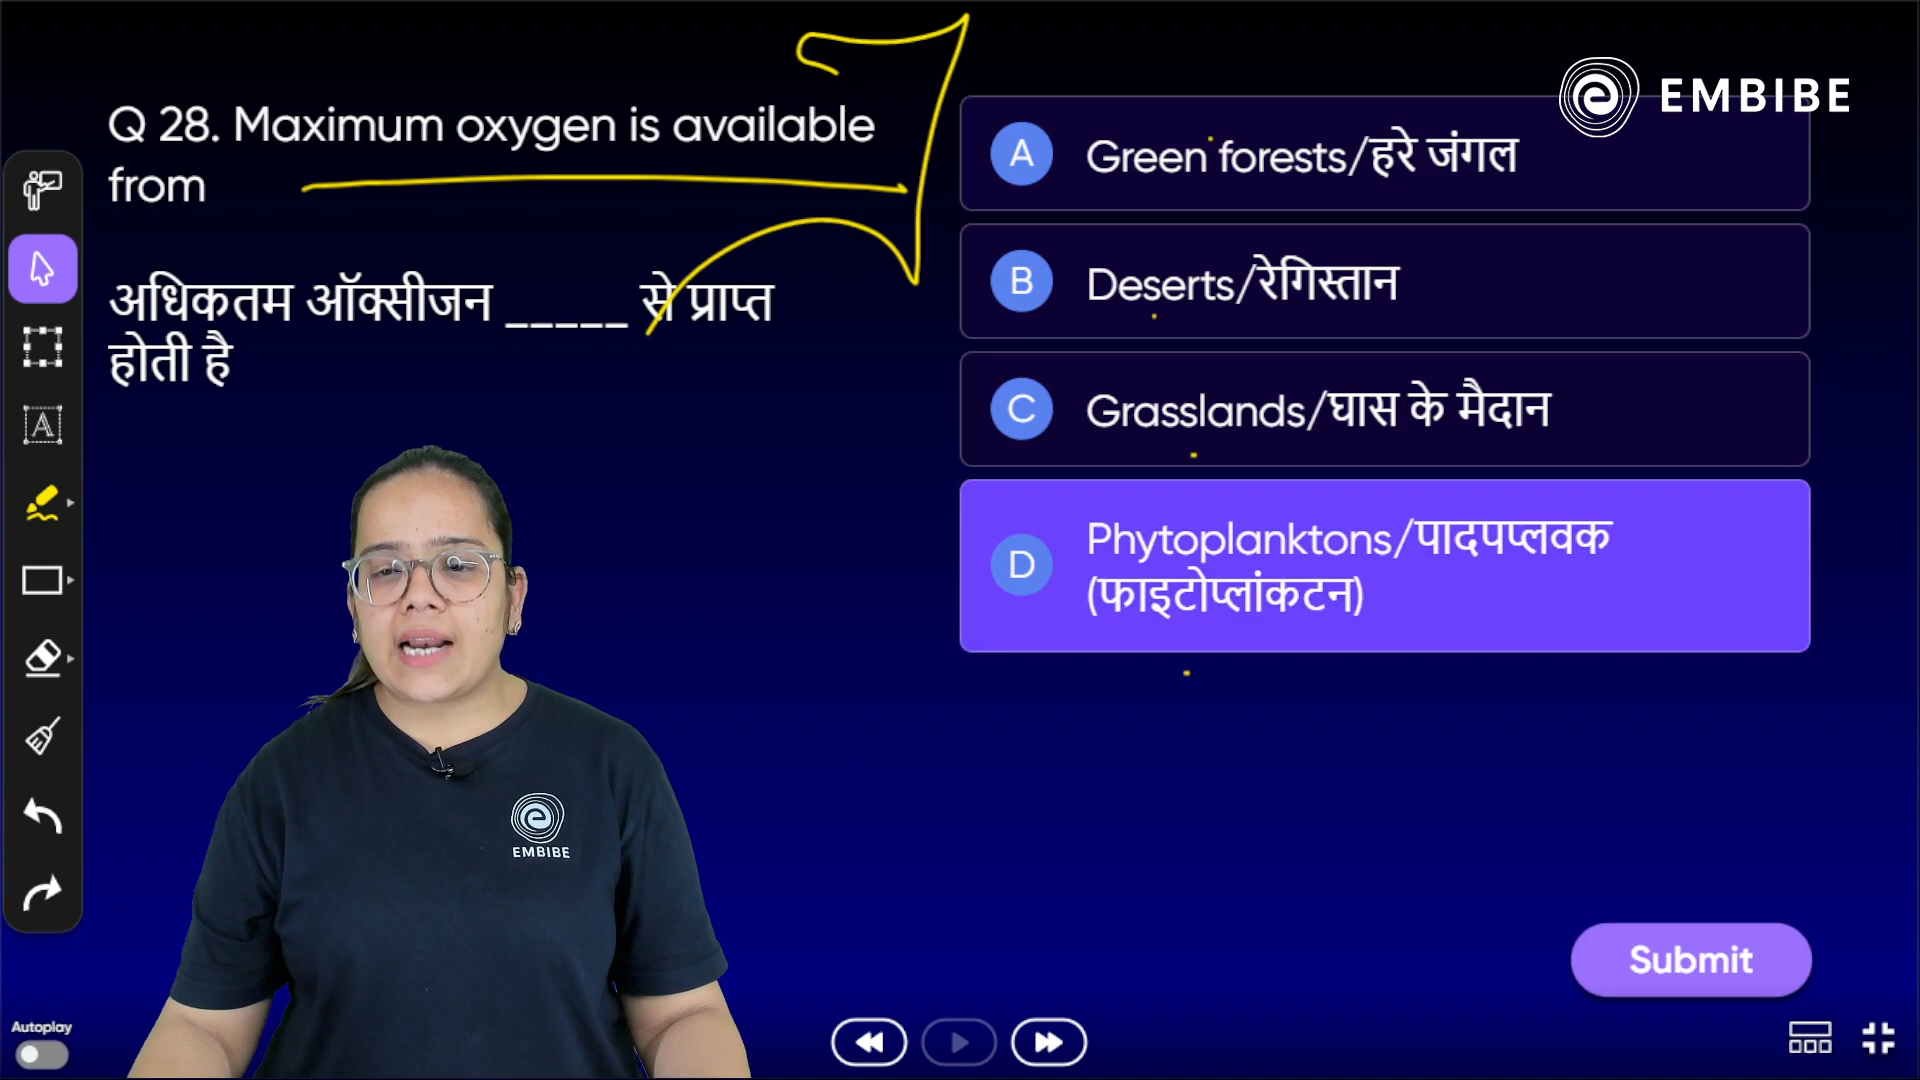 Q 28. Maximum oxygen is available
from
अधिकतम ऑक्सीजन _____ से प्राप्त
होती है
EMBIBE
A
Green forests/हरे जंगल
B
Deserts/रेगिस्तान
C
Grasslands/घास के मैदान
D
Phytoplanktons/पादपप्लवक
(फाइटोप्लांकटन)
A
EMBIBE
Submit
Autoplay